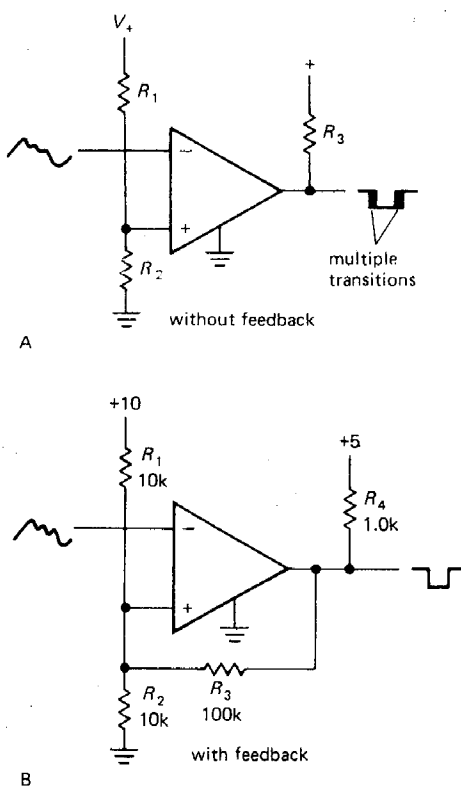 V+
R1
+
R3
−
+
R2
multiple
transitions
without feedback
A
+10
R1
10k
+5
R4
1.0k
−
+
R2
10k
R3
100k
with feedback
B